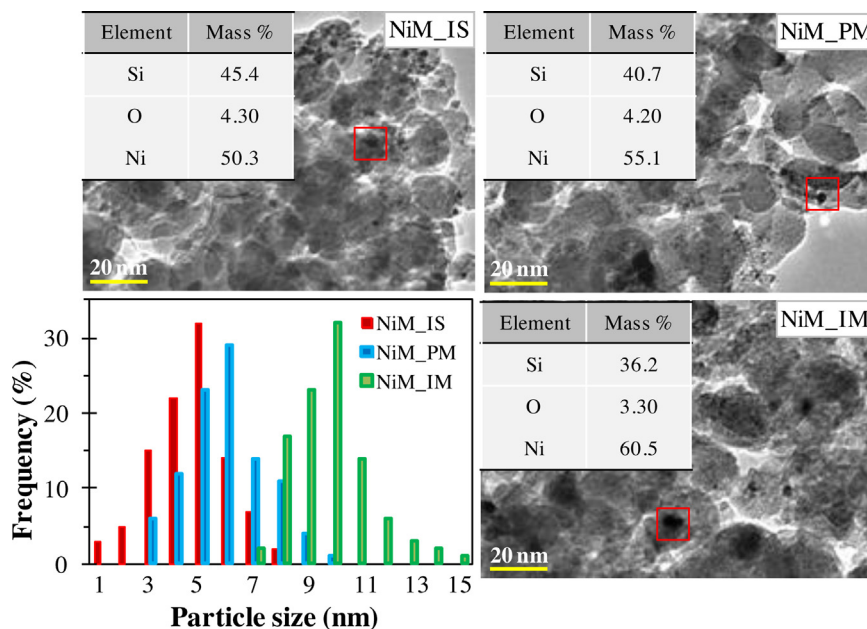 Element Mass %
Si 45.4
O 4.30
Ni 50.3
NiM_IS
20 nm
Element Mass %
Si 40.7
O 4.20
Ni 55.1
NiM_PM
20 nm
Frequency (%)
30
20
10
0
NiM_IS
NiM_PM
NiM_IM
1 3 5 7 9 11 13 15
Particle size (nm)
Element Mass %
Si 36.2
O 3.30
Ni 60.5
NiM_IM
20 nm